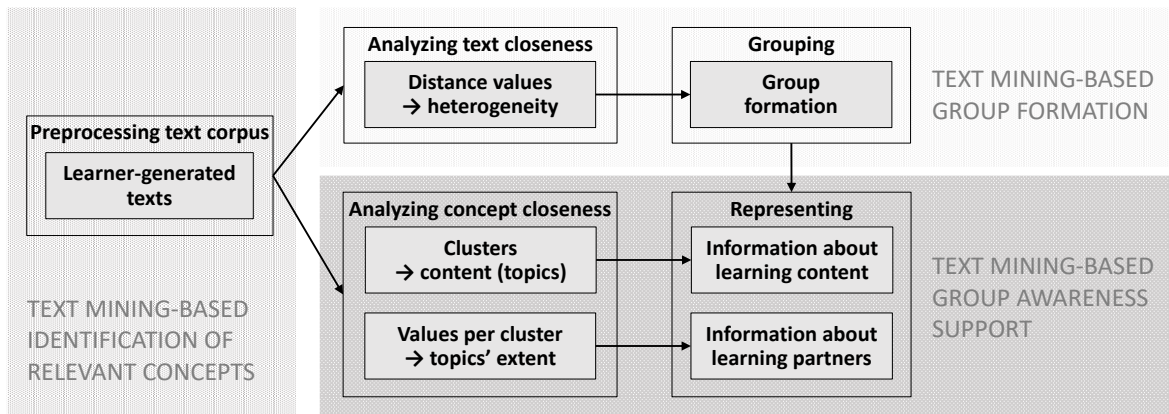 Preprocessing text corpus
Learner-generated
texts
TEXT MINING-BASED
IDENTIFICATION OF
RELEVANT CONCEPTS
Analyzing text closeness
Distance values
→ heterogeneity
Grouping
Group
formation
TEXT MINING-BASED
GROUP FORMATION
Analyzing concept closeness
Clusters
→ content (topics)
Values per cluster
→ topics’ extent
Representing
Information about
learning content
Information about
learning partners
TEXT MINING-BASED
GROUP AWARENESS
SUPPORT